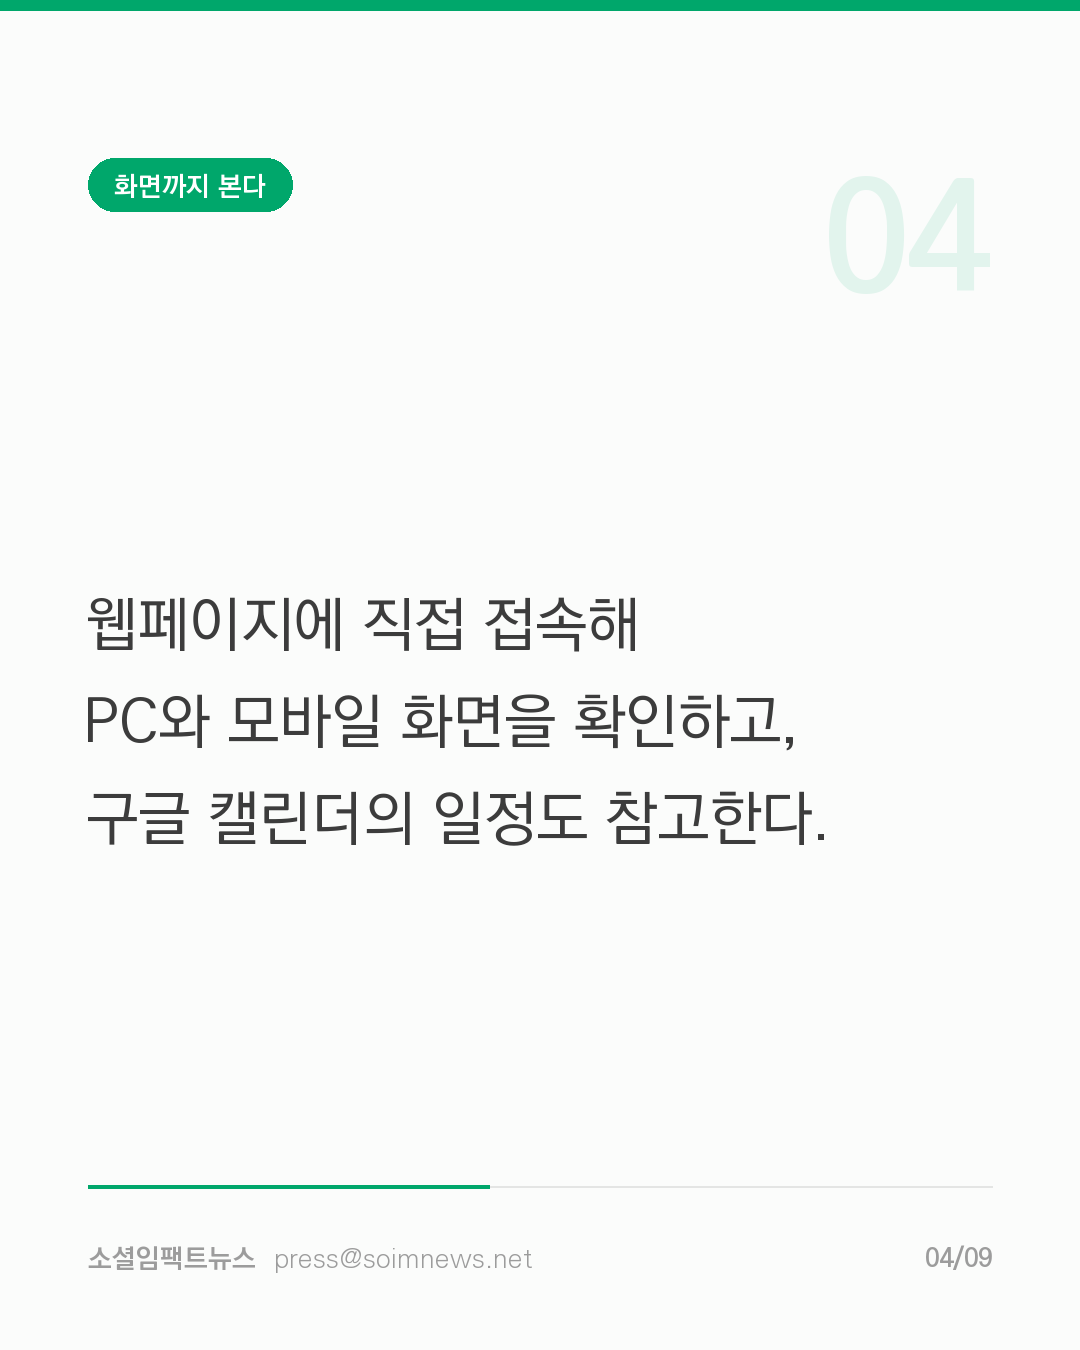 화면까지 본다
04
웹페이지에 직접 접속해
PC와 모바일 화면을 확인하고,
구글 캘린더의 일정도 참고한다.
소셜임팩트뉴스 press@soimnews.net
04/09